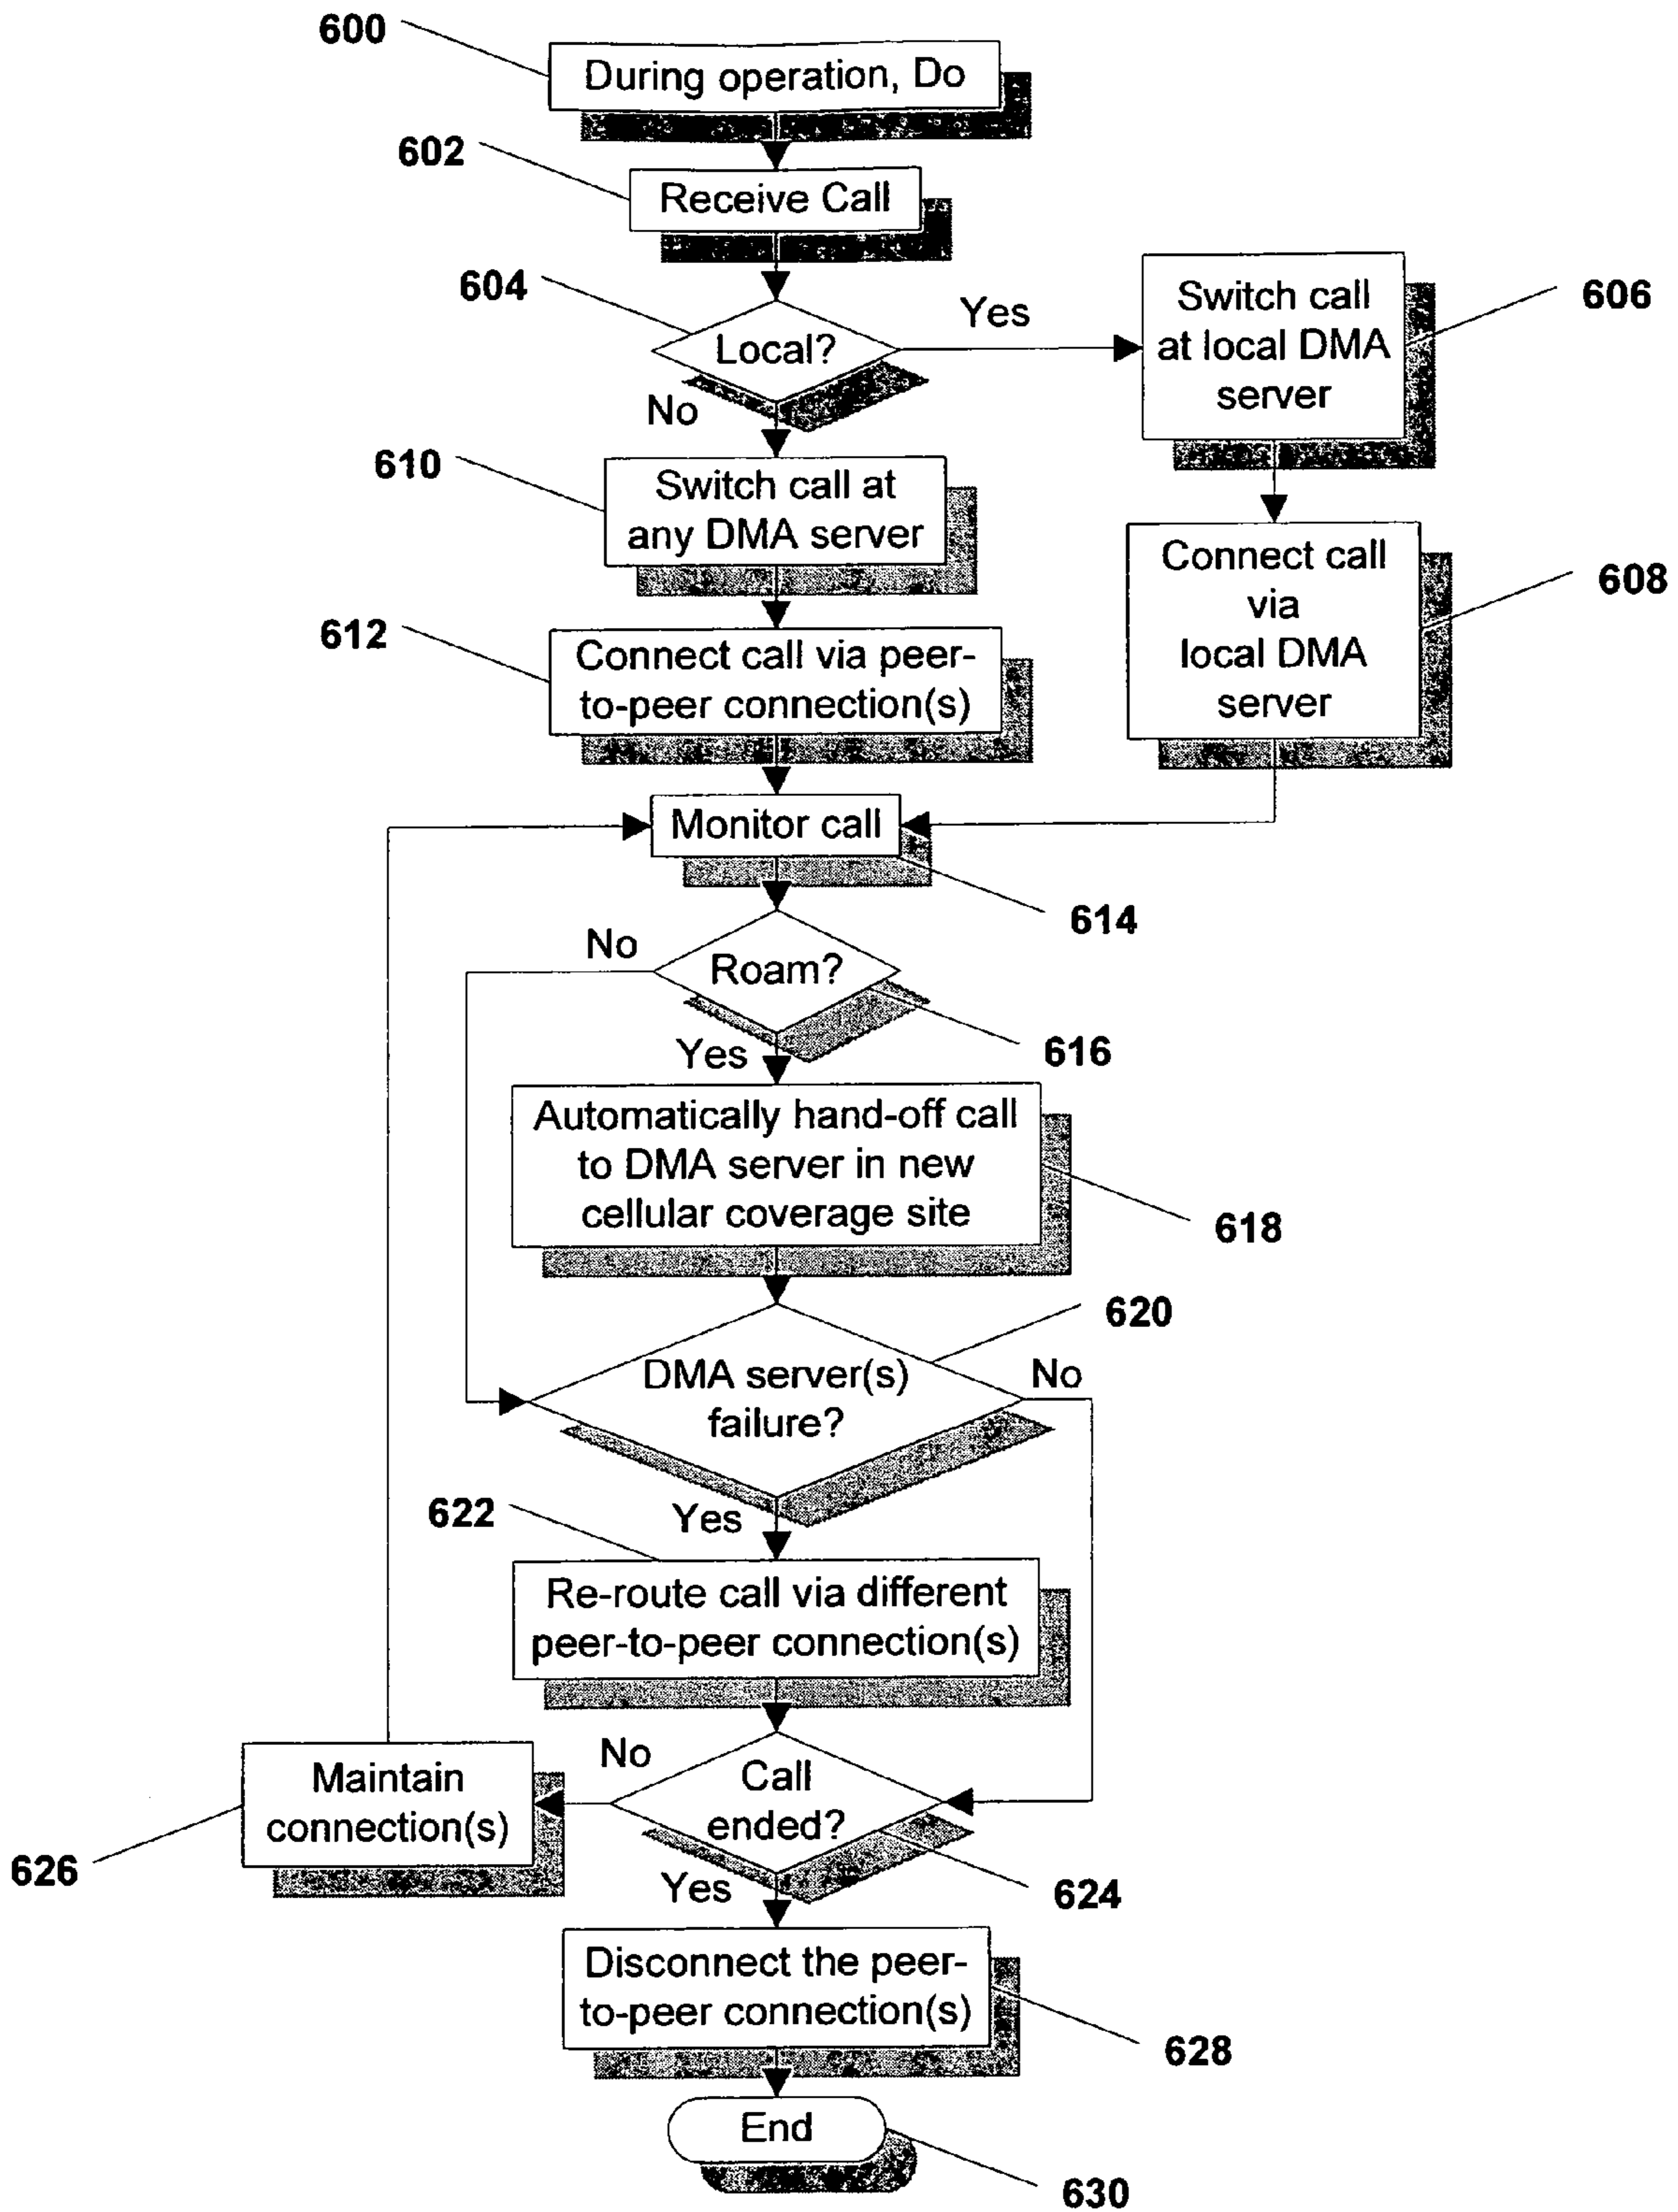 600
During operation, Do
602
Receive Call
604
Local?
Yes
No
Switch call
at local DMA
server
606
610
Switch call at
any DMA server
Connect call
via
local DMA
server
608
612
Connect call via peer-
to-peer connection(s)
Monitor call
614
No
Roam?
616
Yes
Automatically hand-off call
to DMA server in new
cellular coverage site
618
620
DMA server(s)
failure?
No
622
Yes
Re-route call via different
peer-to-peer connection(s)
No
Call
ended?
Maintain
connection(s)
626
624
Yes
Disconnect the peer-
to-peer connection(s)
628
End
630